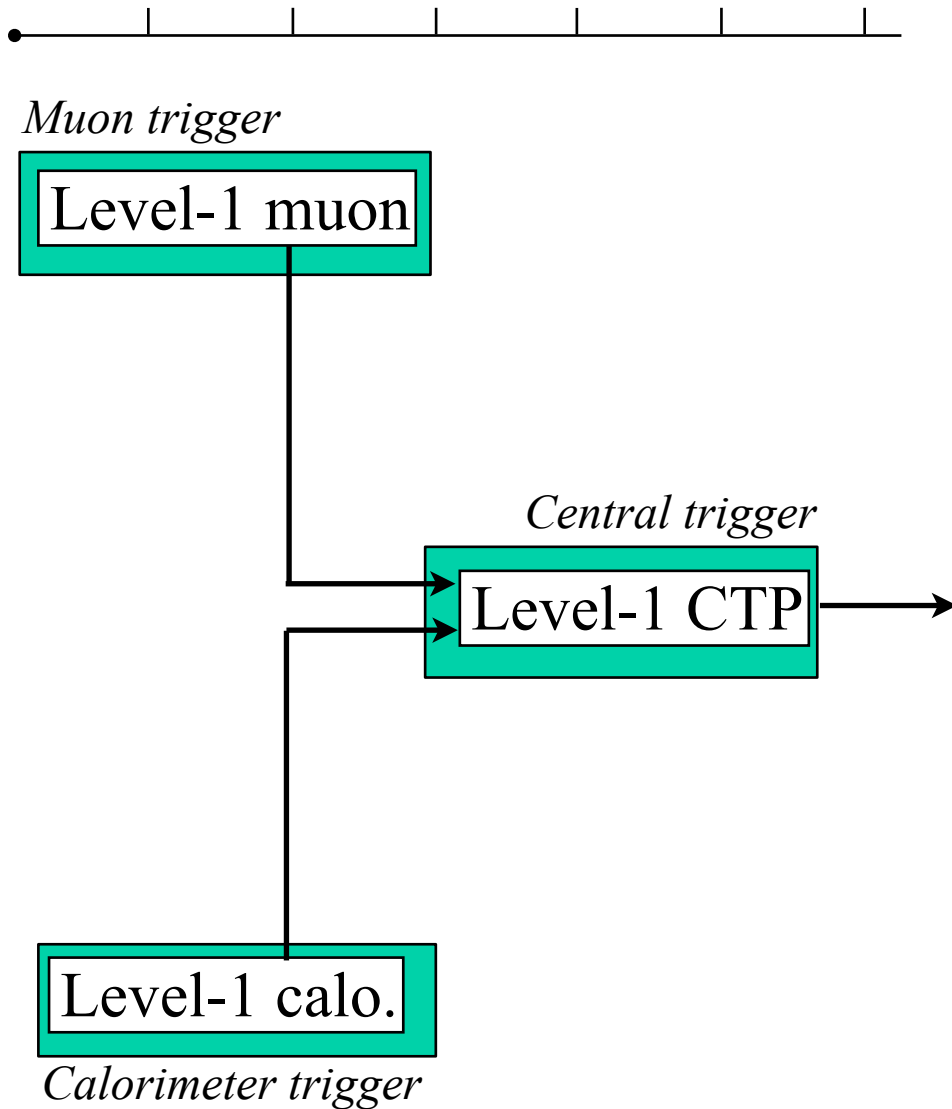 Muon trigger
Level-1 muon
Central trigger
Level-1 CTP
Level-1 calo.
Calorimeter trigger